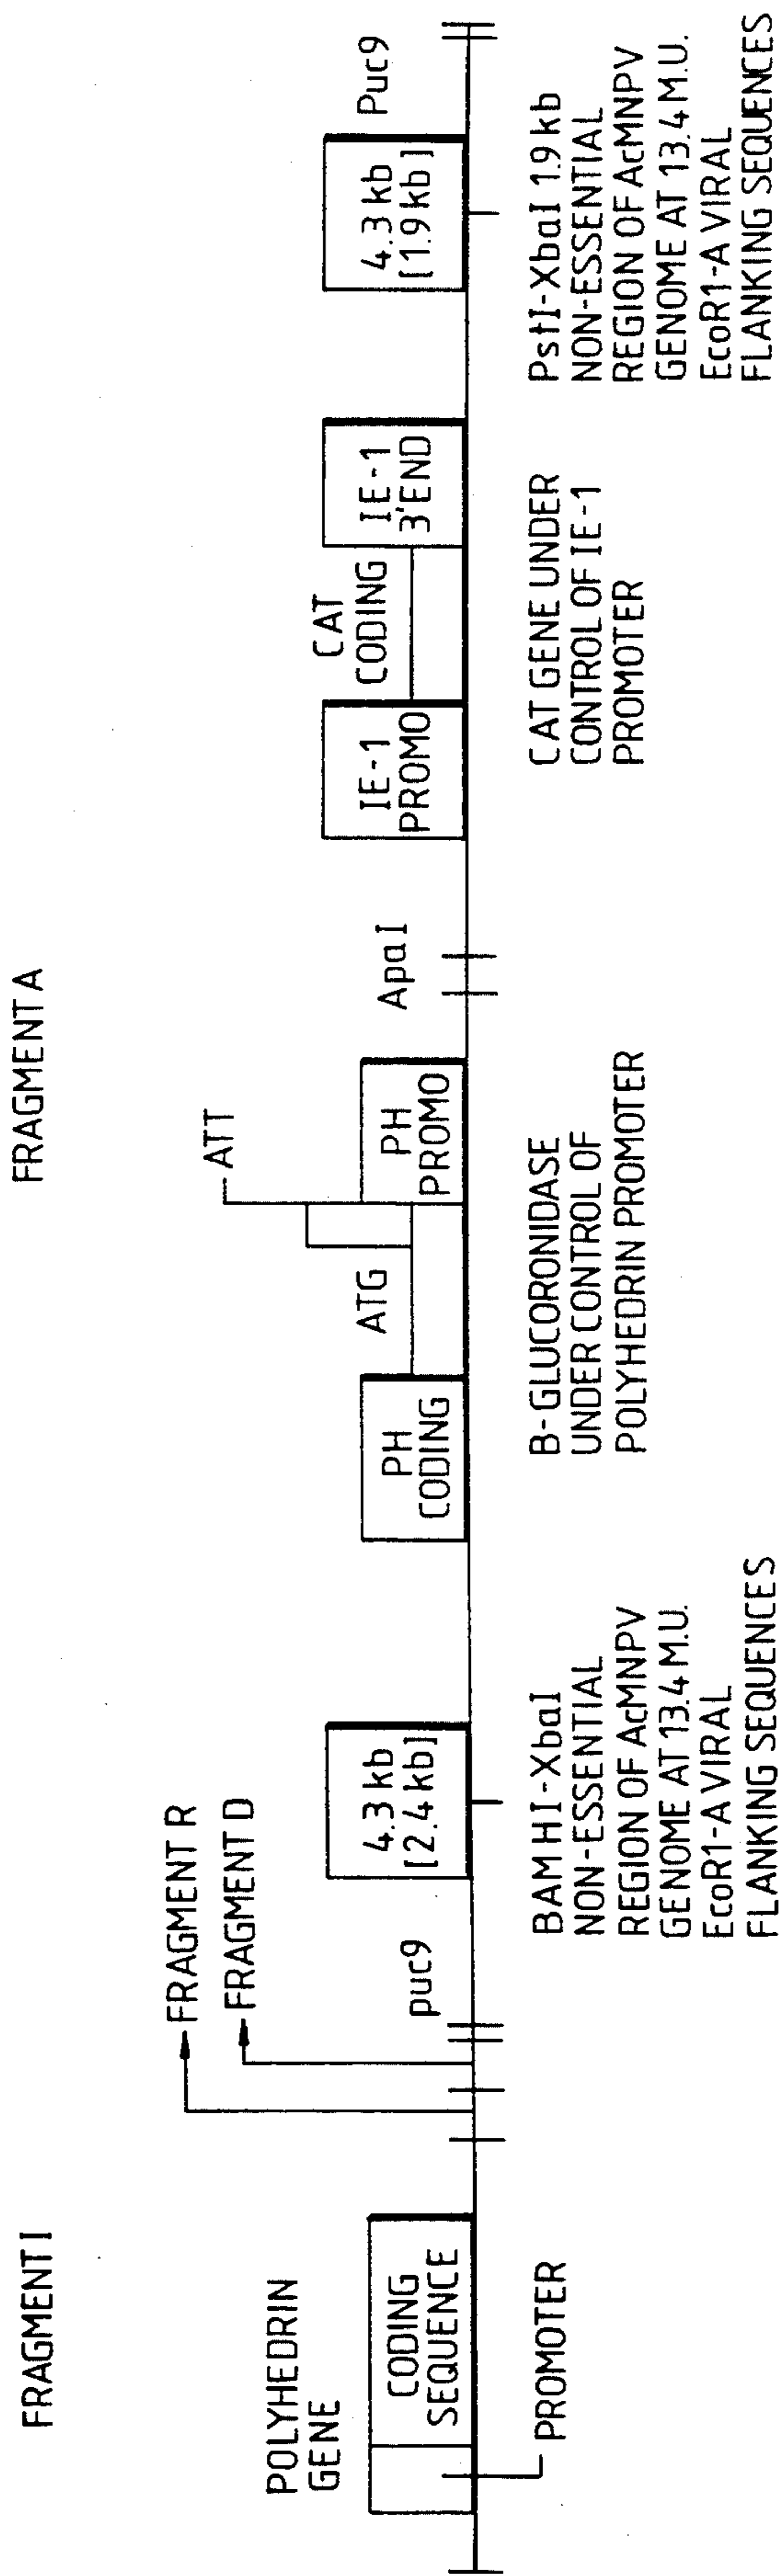 FRAGMENT I
FRAGMENT A
POLYHEDRIN
GENE
CODING
SEQUENCE
PROMOTER
FRAGMENT R
FRAGMENT D
puc9
4.3 kb
[2.4 kb]
BAM HI-XbaI
NON-ESSENTIAL
REGION OF AcMNPV
GENOME AT 13.4 M.U.
EcoR1-A VIRAL
FLANKING SEQUENCES
PH
CODING
ATG
ATT
PH
PROMO
B-GLUCORONIDASE
UNDER CONTROL OF
POLYHEDRIN PROMOTER
ApaI
IE-1
PROMO
CAT
CODING
IE-1
3'END
CAT GENE UNDER
CONTROL OF IE-1
PROMOTER
4.3 kb
[1.9 kb]
Puc9
PstI-XbaI 1.9 kb
NON-ESSENTIAL
REGION OF AcMNPV
GENOME AT 13.4 M.U.
EcoR1-A VIRAL
FLANKING SEQUENCES